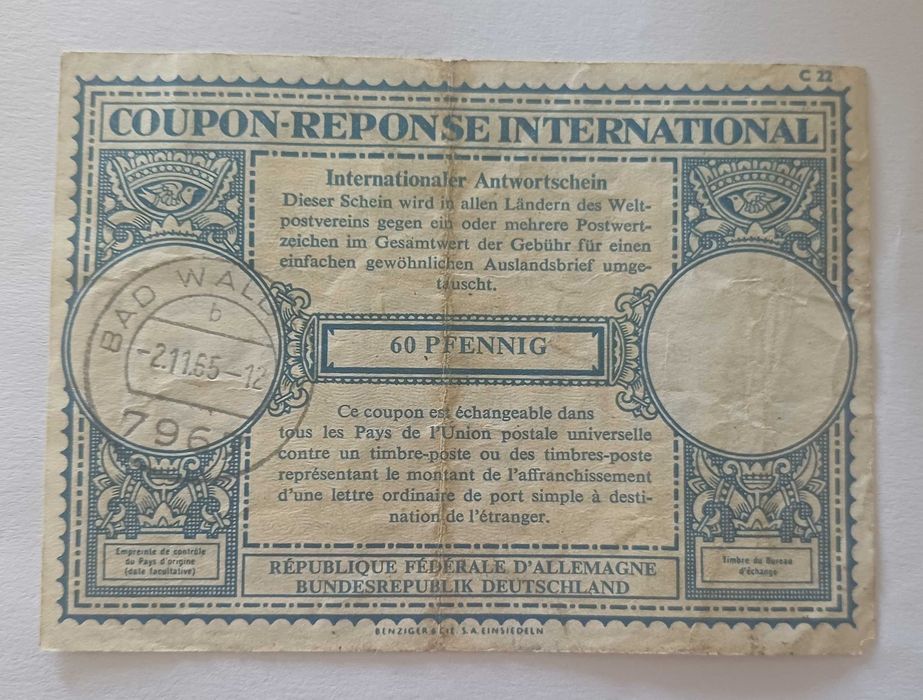 C 22
COUPON-REPONSE INTERNATIONAL
Internationaler Antwortschein
Dieser Schein wird in allen Ländern des Welt-
postvereins gegen ein oder mehrere Postwert-
zeichen im Gesamtwert der Gebühr für einen
einfachen gewöhnlichen Auslandsbrief umge-
tauscht.
BAD WAL
b
-2.11.65-12
796
60 PFENNIG
Ce coupon est échangeable dans
tous les Pays de l'Union postale universelle
contre un timbre-poste ou des timbres-poste
représentant le montant de l'affranchissement
d'une lettre ordinaire de port simple à desti-
nation de l'étranger.
Empreinte de contrôle
du Pays d'origine
(date facultative)
Timbre du Bureau
d'échange
RÉPUBLIQUE FÉDÉRALE D'ALLEMAGNE
BUNDESREPUBLIK DEUTSCHLAND
BENZIGER & CIE. S.A. EINSIEDELN